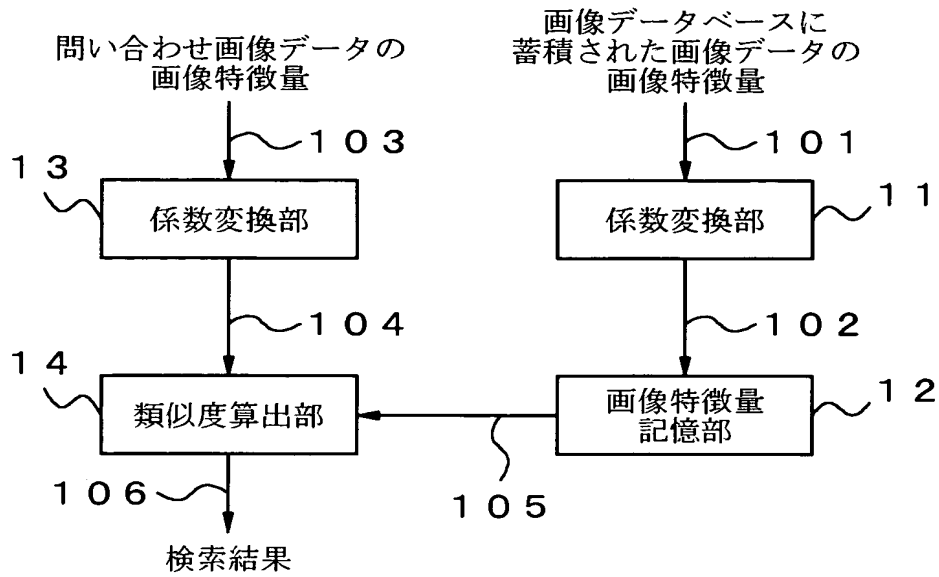 問い合わせ画像データの
画像特徴量
画像データベースに
蓄積された画像データの
画像特徴量
103
101
13
係数変換部
11
係数変換部
104
102
14
類似度算出部
12
画像特徴量
記憶部
106
105
検索結果